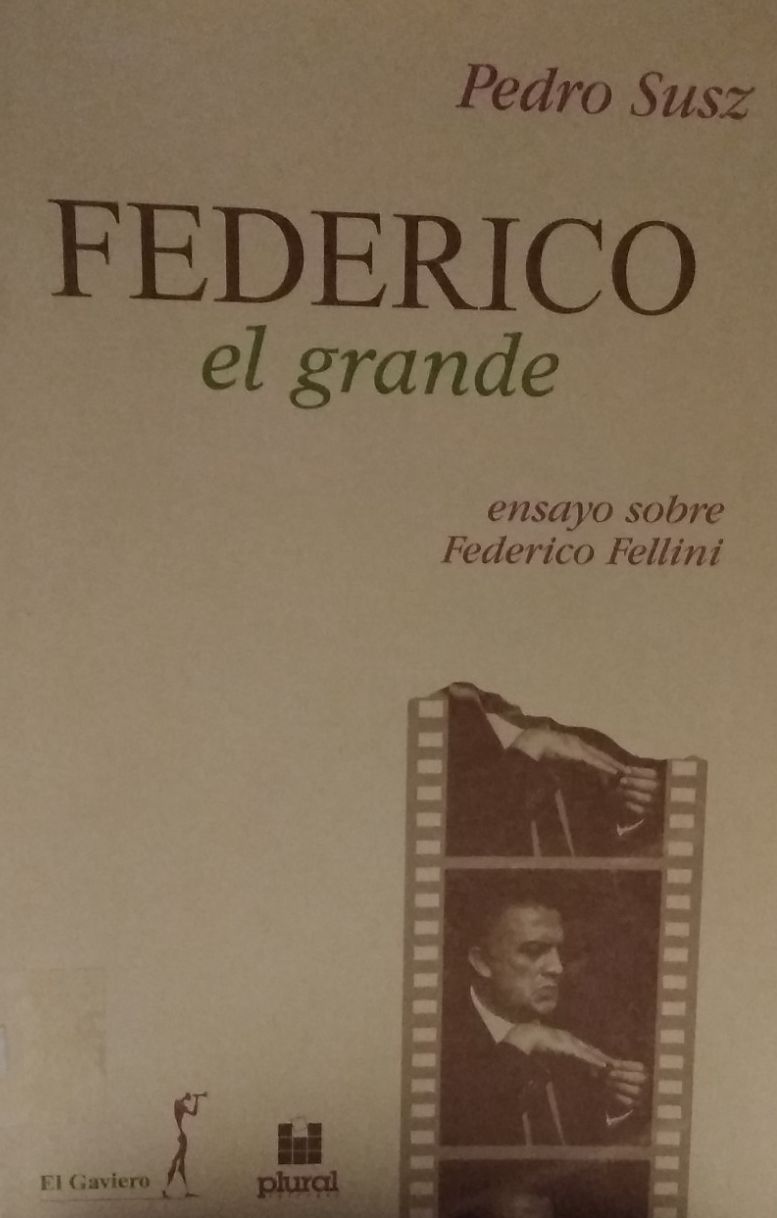 Pedro Susz
FEDERICO
el grande
ensayo sobre
Federico Fellini
El Gaviero
plural